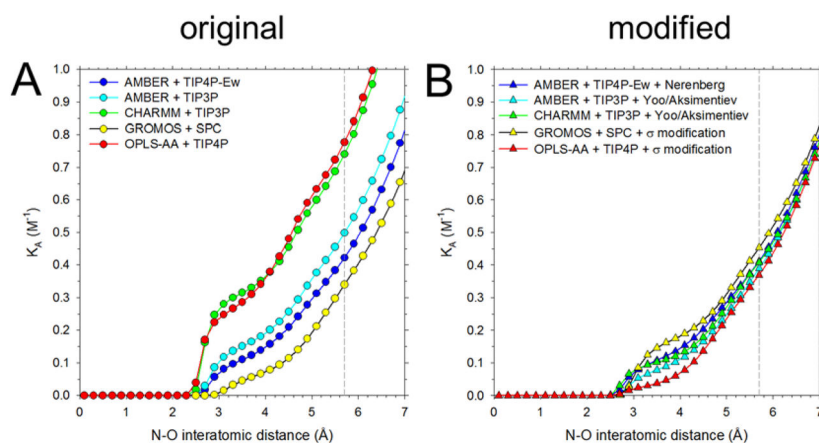 original
modified
A
1.0
0.9
0.8
0.7
0.6
0.5
0.4
0.3
0.2
0.1
0.0
K_A (M⁻¹)
AMBER + TIP4P-Ew
AMBER + TIP3P
CHARMM + TIP3P
GROMOS + SPC
OPLS-AA + TIP4P
0 1 2 3 4 5 6 7
N-O interatomic distance (Å)
B
1.0
0.9
0.8
0.7
0.6
0.5
0.4
0.3
0.2
0.1
0.0
K_A (M⁻¹)
AMBER + TIP4P-Ew + Nerenberg
AMBER + TIP3P + Yoo/Aksimentiev
CHARMM + TIP3P + Yoo/Aksimentiev
GROMOS + SPC + σ modification
OPLS-AA + TIP4P + σ modification
0 1 2 3 4 5 6 7
N-O interatomic distance (Å)